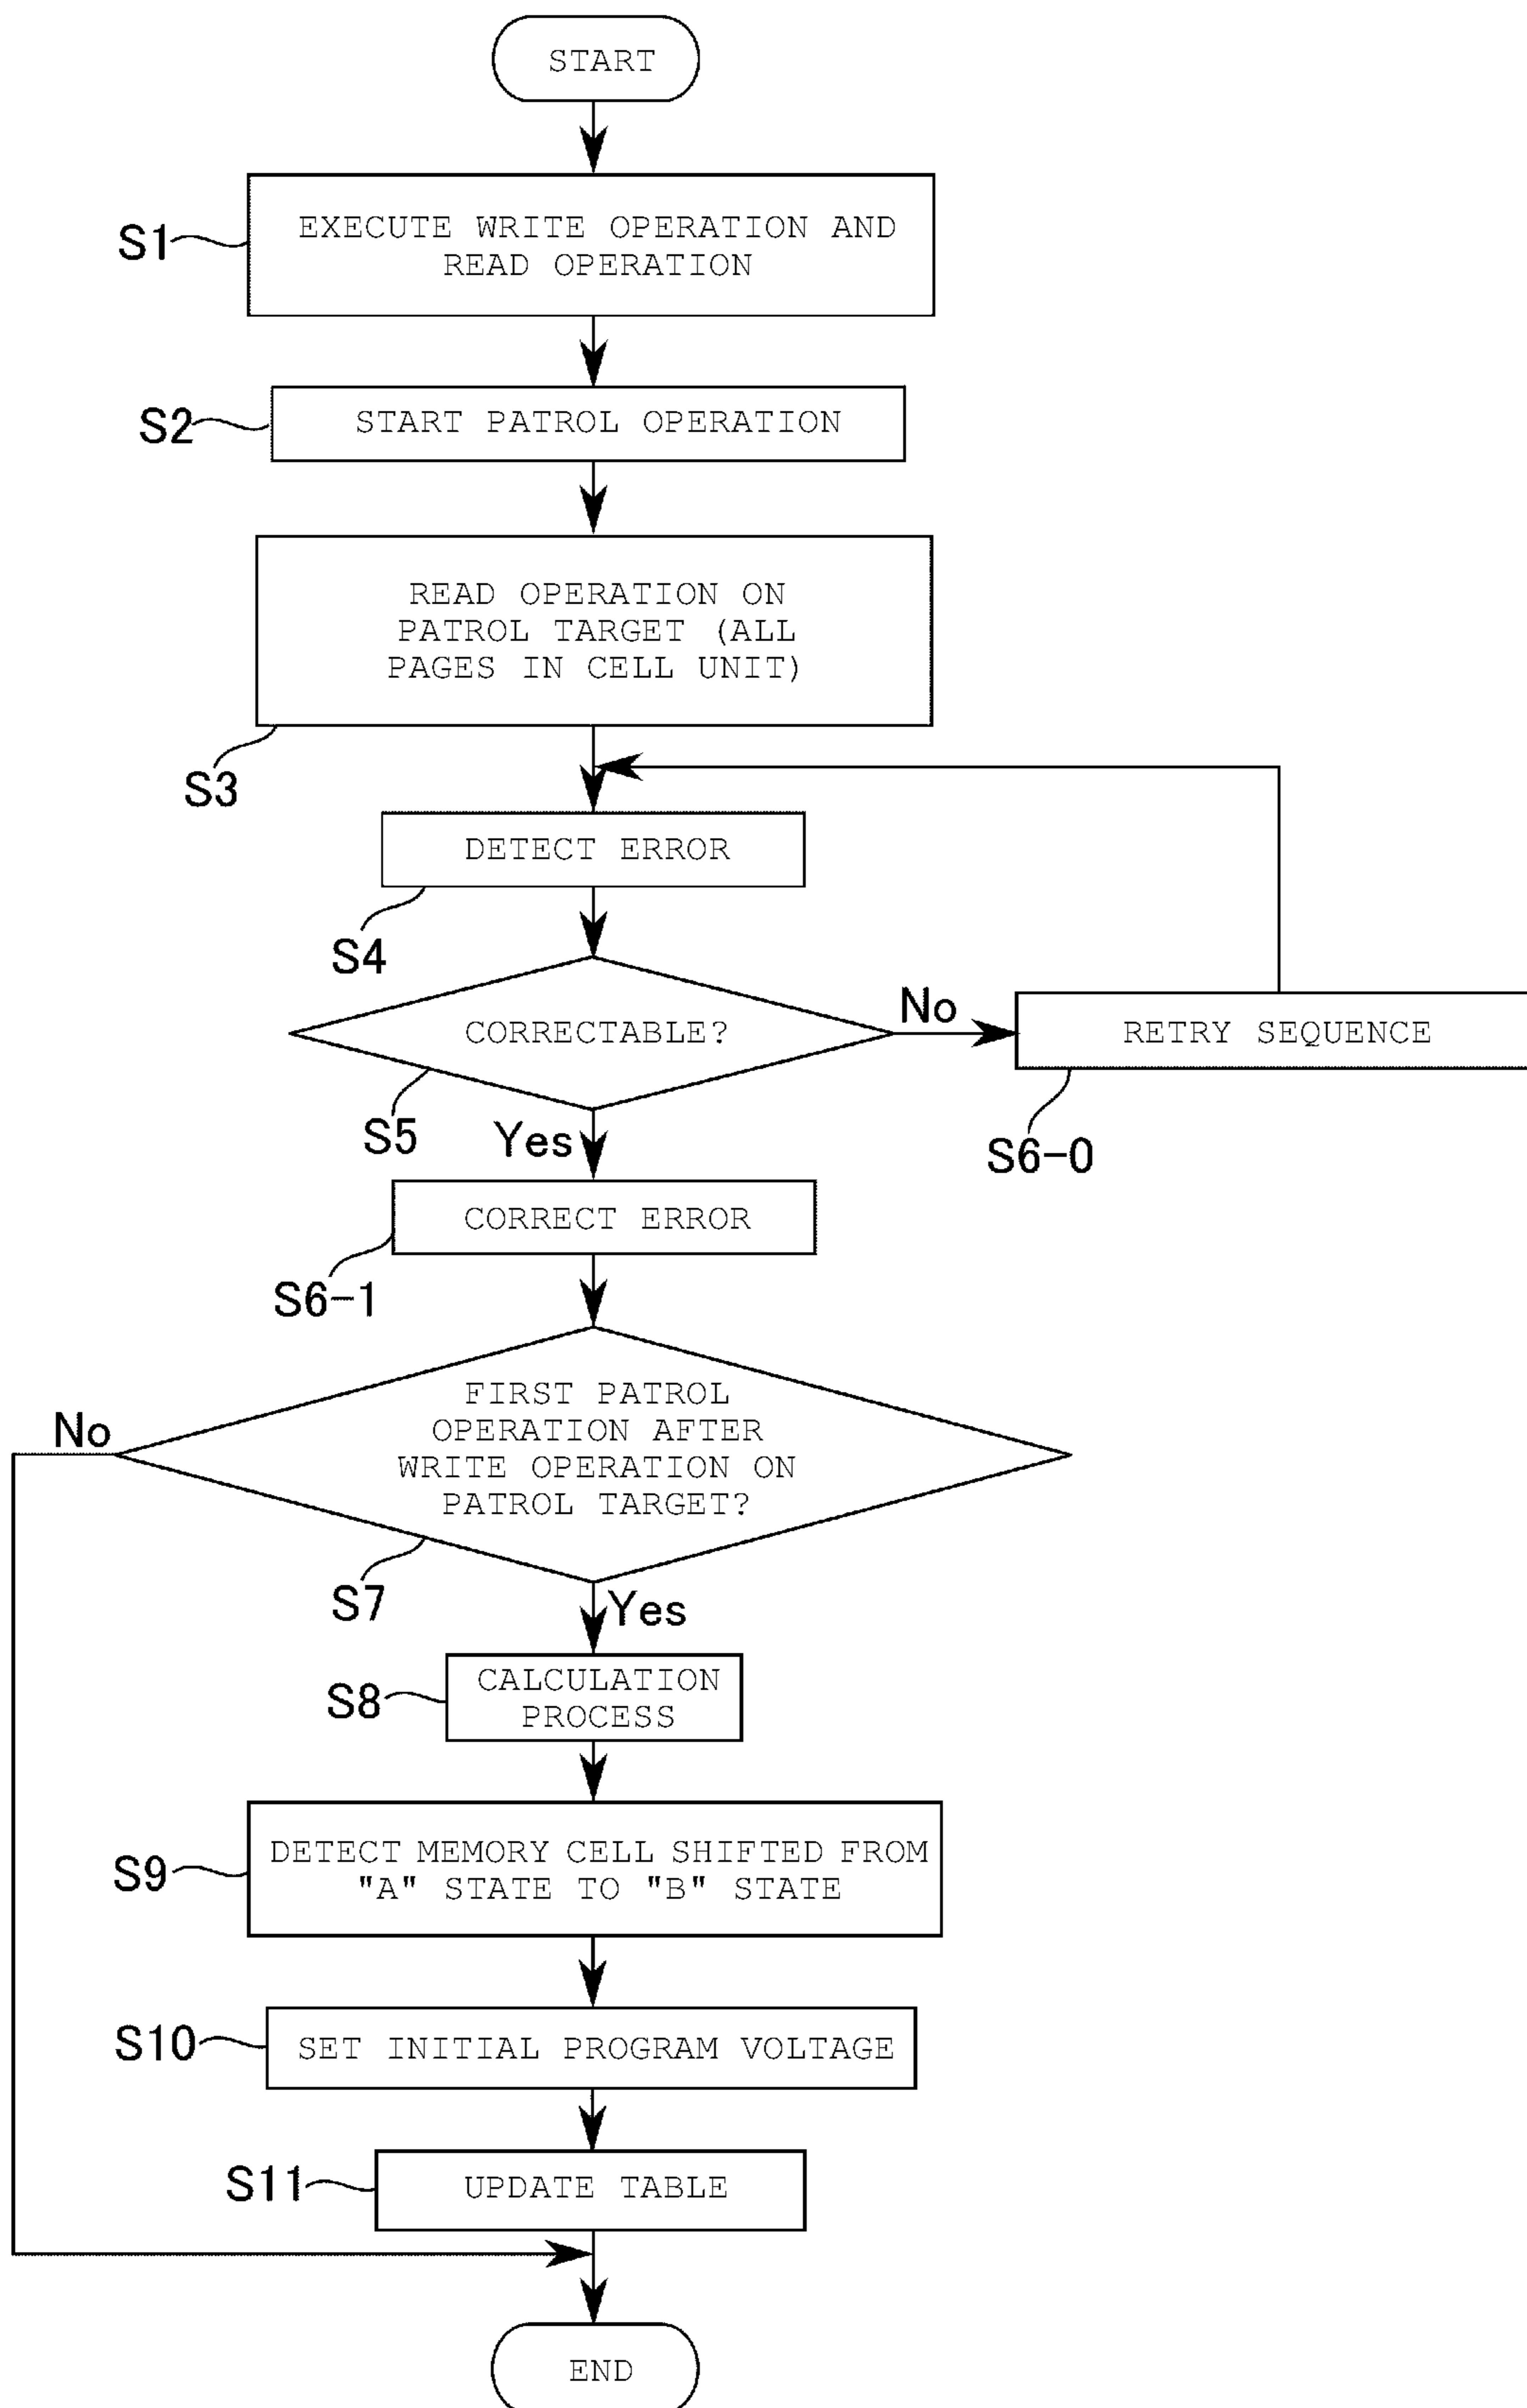 START
S1
EXECUTE WRITE OPERATION AND
READ OPERATION
S2
START PATROL OPERATION
READ OPERATION ON
PATROL TARGET (ALL
PAGES IN CELL UNIT)
S3
DETECT ERROR
S4
CORRECTABLE?
No
RETRY SEQUENCE
S5
Yes
S6-0
CORRECT ERROR
S6-1
FIRST PATROL
OPERATION AFTER
WRITE OPERATION ON
PATROL TARGET?
No
S7
Yes
S8
CALCULATION
PROCESS
S9
DETECT MEMORY CELL SHIFTED FROM
"A" STATE TO "B" STATE
S10
SET INITIAL PROGRAM VOLTAGE
S11
UPDATE TABLE
END